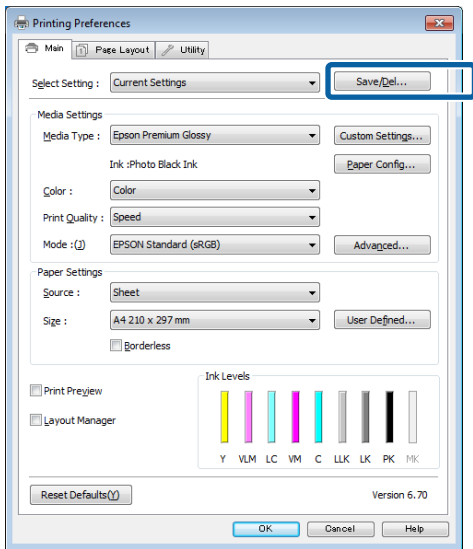 Printing Preferences
Main Page Layout Utility
Select Setting : Current Settings Save/Del...
Media Settings
Media Type : Epson Premium Glossy Custom Settings...
Ink :Photo Black Ink Paper Config...
Color : Color
Print Quality : Speed
Mode :(J) EPSON Standard (sRGB) Advanced...
Paper Settings
Source : Sheet
Size : A4 210 x 297 mm User Defined...
Borderless
Ink Levels
Print Preview
Layout Manager
Y VLM LC VM C LLK LK PK MK
Reset Defaults(Y) Version 6.70
OK Cancel Help